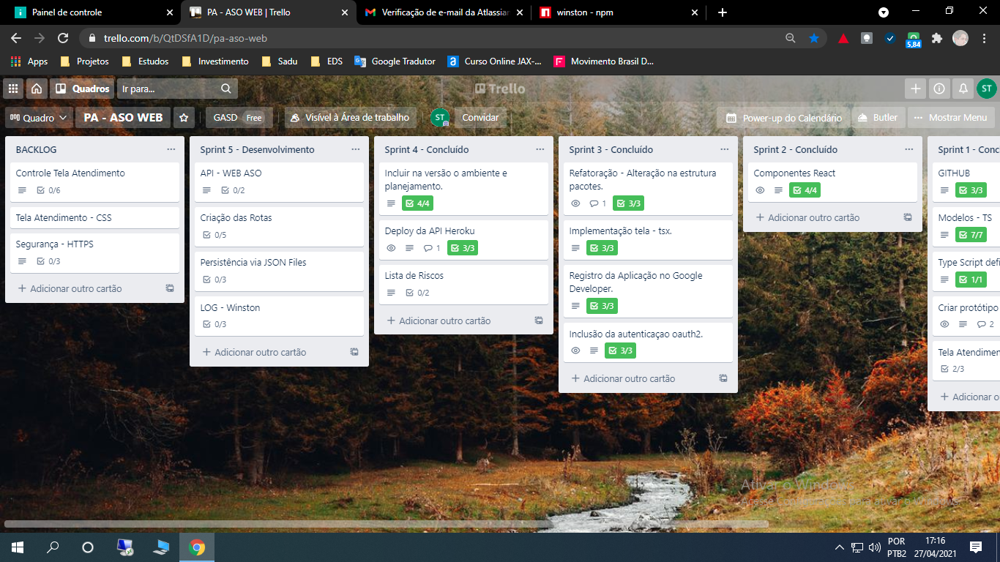 Painel de controle
PA - ASO WEB | Trello
Verificação de e-mail da Atlassian
winston - npm
trello.com/b/QtDSfA1D/pa-aso-web
5,84
Apps
Projetos
Estudos
Investimento
Sadu
EDS
Google Tradutor
Curso Online JAX-...
Movimento Brasil D...
Quadros
Ir para...
Trello
ST
Quadro
PA - ASO WEB
GASD Free
Visível à Área de trabalho
ST
Convidar
Power-up do Calendário
Butler
Mostrar Menu
BACKLOG
Controle Tela Atendimento
0/6
Tela Atendimento - CSS
Segurança - HTTPS
0/3
Adicionar outro cartão
Sprint 5 - Desenvolvimento
API - WEB ASO
0/2
Criação das Rotas
0/5
Persistência via JSON Files
0/3
LOG - Winston
0/3
Adicionar outro cartão
Sprint 4 - Concluído
Incluir na versão o ambiente e
planejamento.
4/4
Deploy da API Heroku
1 3/3
Lista de Riscos
0/2
Adicionar outro cartão
Sprint 3 - Concluído
Refatoração - Alteração na estrutura
pacotes.
1 3/3
Implementação tela - tsx.
3/3
Registro da Aplicação no Google
Developer.
3/3
Inclusão da autenticaçao oauth2.
3/3
Adicionar outro cartão
Sprint 2 - Concluído
Componentes React
4/4
Adicionar outro cartão
Sprint 1 - Conc
GITHUB
3/3
Modelos - TS
7/7
Type Script defi
1/1
Criar protótipo
2
Tela Atendimen
2/3
Adicionar o
Ativar o Windows
POR
PTB2
17:16
27/04/2021